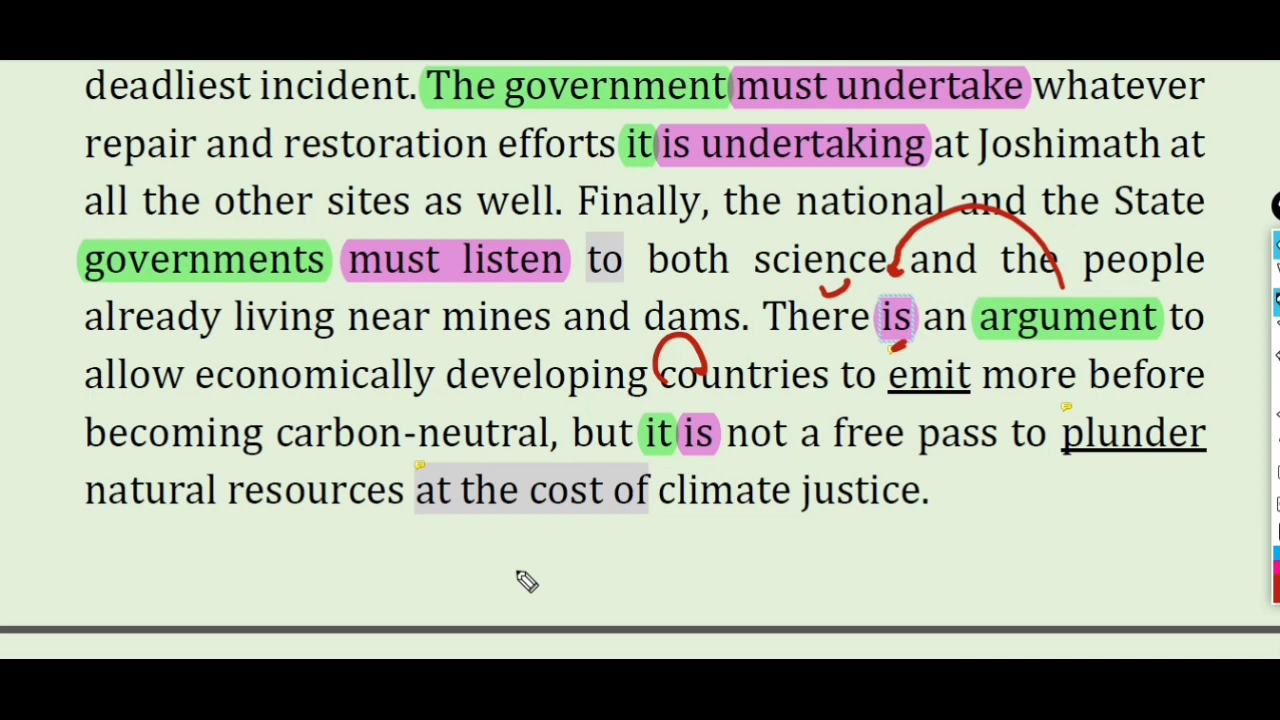 deadliest incident. The government must undertake whatever
repair and restoration efforts it is undertaking at Joshimath at
all the other sites as well. Finally, the national and the State
governments must listen to both science and the people
already living near mines and dams. There is an argument to
allow economically developing countries to emit more before
becoming carbon-neutral, but it is not a free pass to plunder
natural resources at the cost of climate justice.